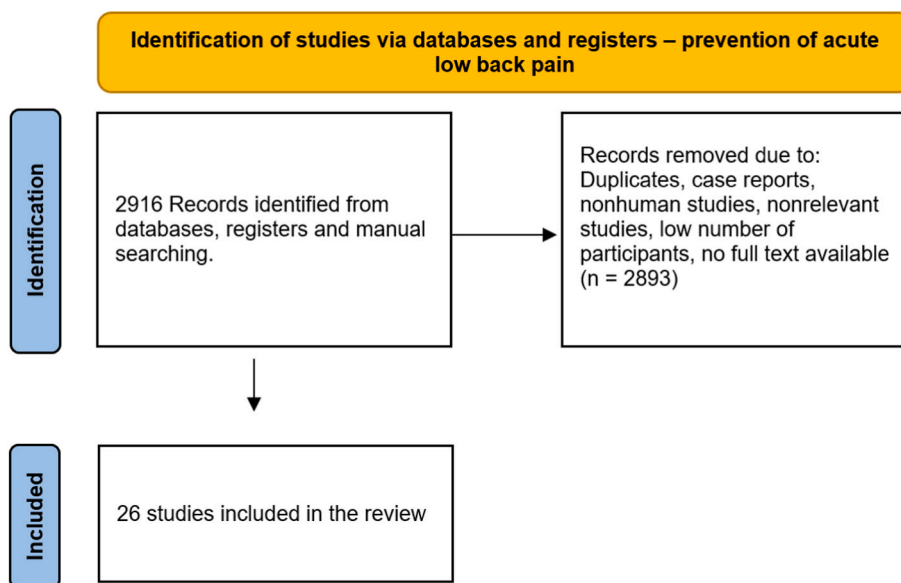 Identification of studies via databases and registers – prevention of acute
low back pain
Identification
2916 Records identified from
databases, registers and manual
searching.
Records removed due to:
Duplicates, case reports,
nonhuman studies, nonrelevant
studies, low number of
participants, no full text available
(n = 2893)
Included
26 studies included in the review